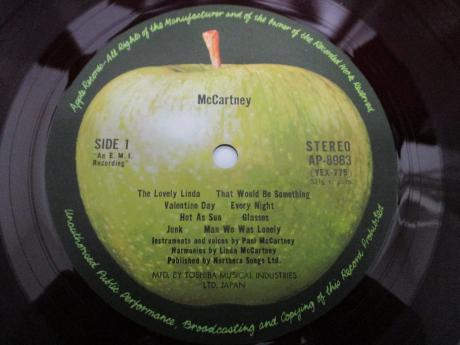 Apple Records-All Rights of the Manufacturer and of the Owner of the Recorded Work Reserved
McCartney
SIDE 1
"An E. M. I.
Recording"
STEREO
AP-8983
(YEX-775)
33⅓ r. p. m.
The Lovely Linda That Would Be Something
Valentine Day Every Night
Hot As Sun Glasses
Junk Man We Was Lonely
Instruments and voices by Paul McCartney
Harmonies by Linda McCartney
Published by Northern Songs Ltd.
MFD. BY TOSHIBA MUSICAL INDUSTRIES
LTD. JAPAN
Unauthorised Public Performance, Broadcasting and Copying of this Record Prohibited